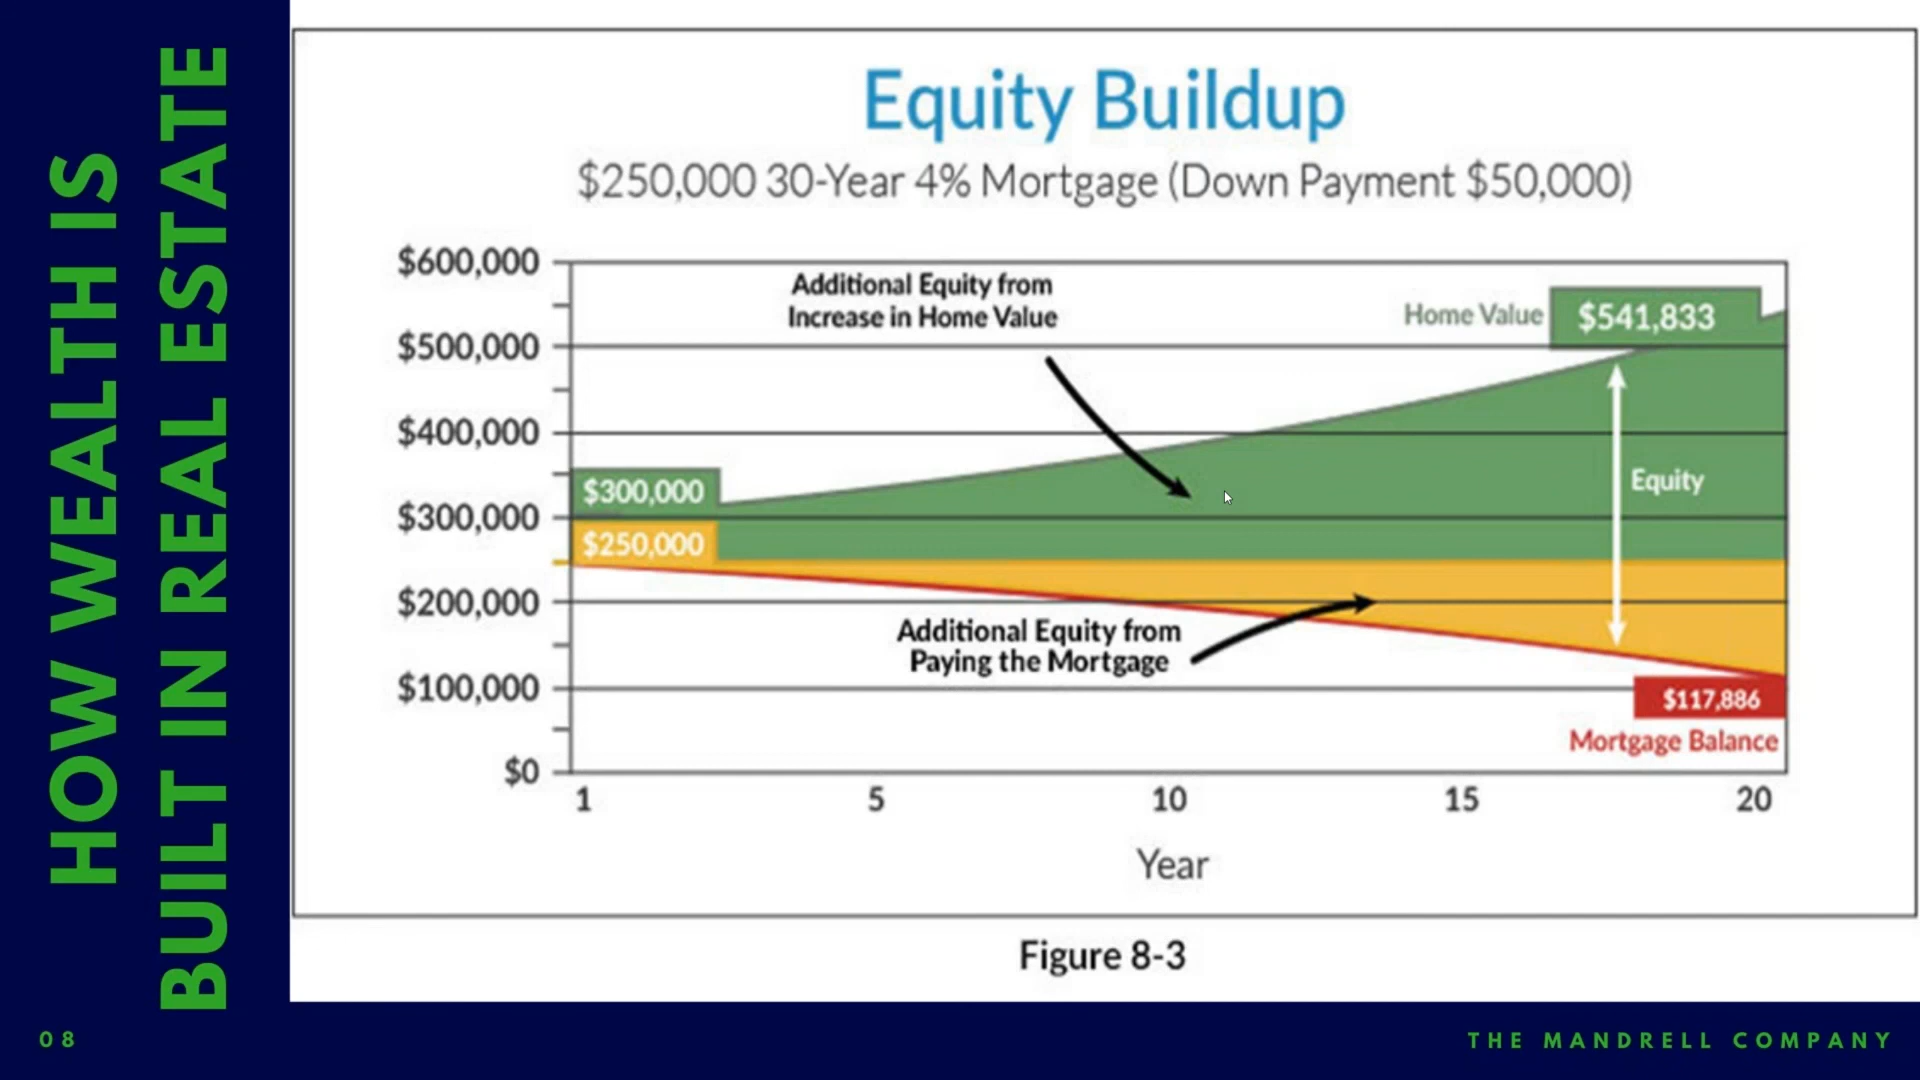 HOW WEALTH IS
BUILT IN REAL ESTATE
Equity Buildup
$250,000 30-Year 4% Mortgage (Down Payment $50,000)
$600,000
$500,000
$400,000
$300,000
$200,000
$100,000
$0
Additional Equity from
Increase in Home Value
Home Value
$541,833
$300,000
$250,000
Equity
Additional Equity from
Paying the Mortgage
$117,886
Mortgage Balance
1 5 10 15 20
Year
Figure 8-3
08
THE MANDRELL COMPANY